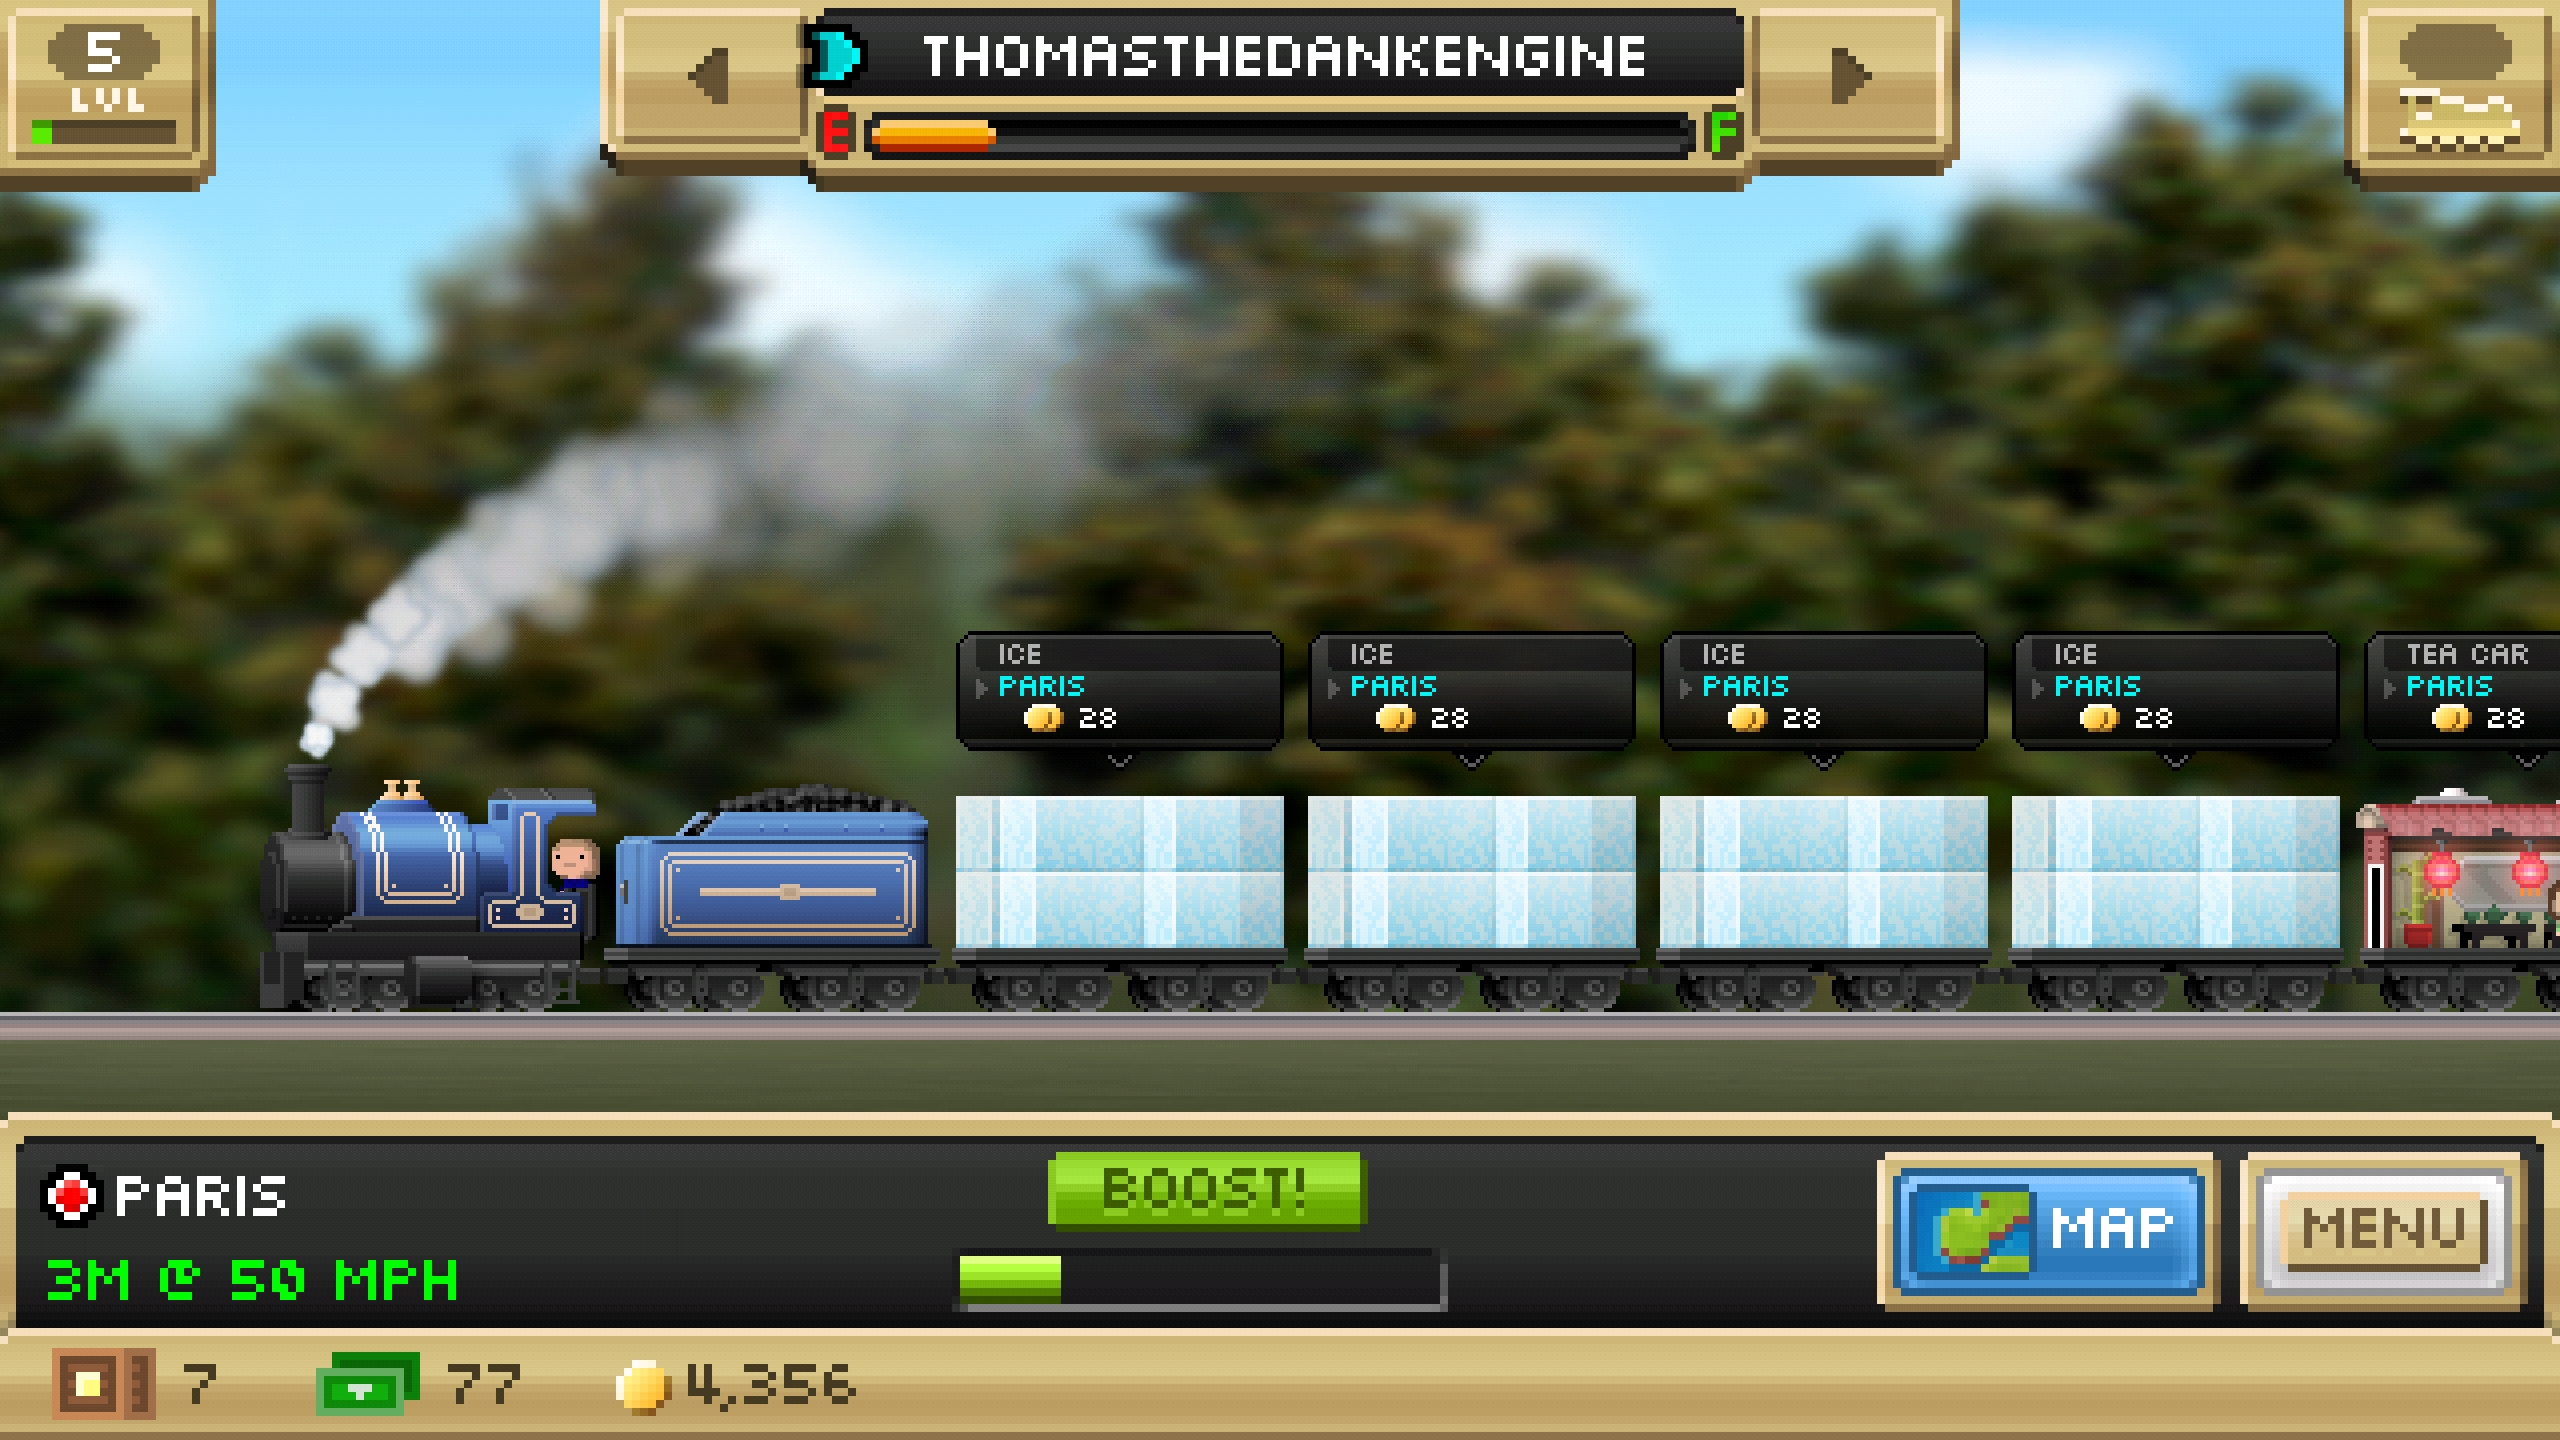 5
LVL
THOMASTHEDANKENGINE
E F
ICE
PARIS
28
ICE
PARIS
28
ICE
PARIS
28
ICE
PARIS
28
TEA CAR
PARIS
28
PARIS
3M @ 50 MPH
BOOST!
MAP
MENU
7
77
4,356